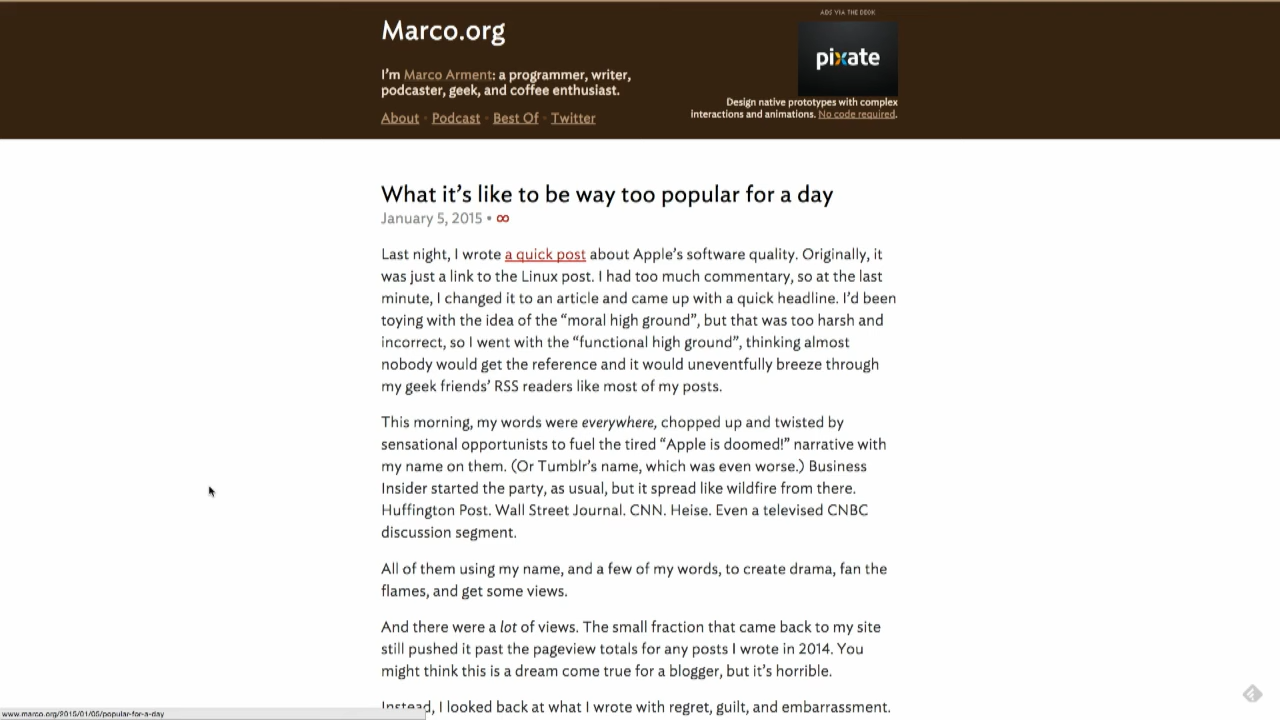 ADS VIA THE DECK
Marco.org
pixate
I'm Marco Arment: a programmer, writer,
podcaster, geek, and coffee enthusiast.
Design native prototypes with complex
interactions and animations. No code required.
About • Podcast • Best Of • Twitter
What it's like to be way too popular for a day
January 5, 2015 • ∞
Last night, I wrote a quick post about Apple's software quality. Originally, it
was just a link to the Linux post. I had too much commentary, so at the last
minute, I changed it to an article and came up with a quick headline. I'd been
toying with the idea of the “moral high ground”, but that was too harsh and
incorrect, so I went with the “functional high ground”, thinking almost
nobody would get the reference and it would uneventfully breeze through
my geek friends' RSS readers like most of my posts.
This morning, my words were everywhere, chopped up and twisted by
sensational opportunists to fuel the tired “Apple is doomed!” narrative with
my name on them. (Or Tumblr's name, which was even worse.) Business
Insider started the party, as usual, but it spread like wildfire from there.
Huffington Post. Wall Street Journal. CNN. Heise. Even a televised CNBC
discussion segment.
All of them using my name, and a few of my words, to create drama, fan the
flames, and get some views.
And there were a lot of views. The small fraction that came back to my site
still pushed it past the pageview totals for any posts I wrote in 2014. You
might think this is a dream come true for a blogger, but it's horrible.
Instead, I looked back at what I wrote with regret, guilt, and embarrassment.
www.marco.org/2015/01/05/popular-for-a-day